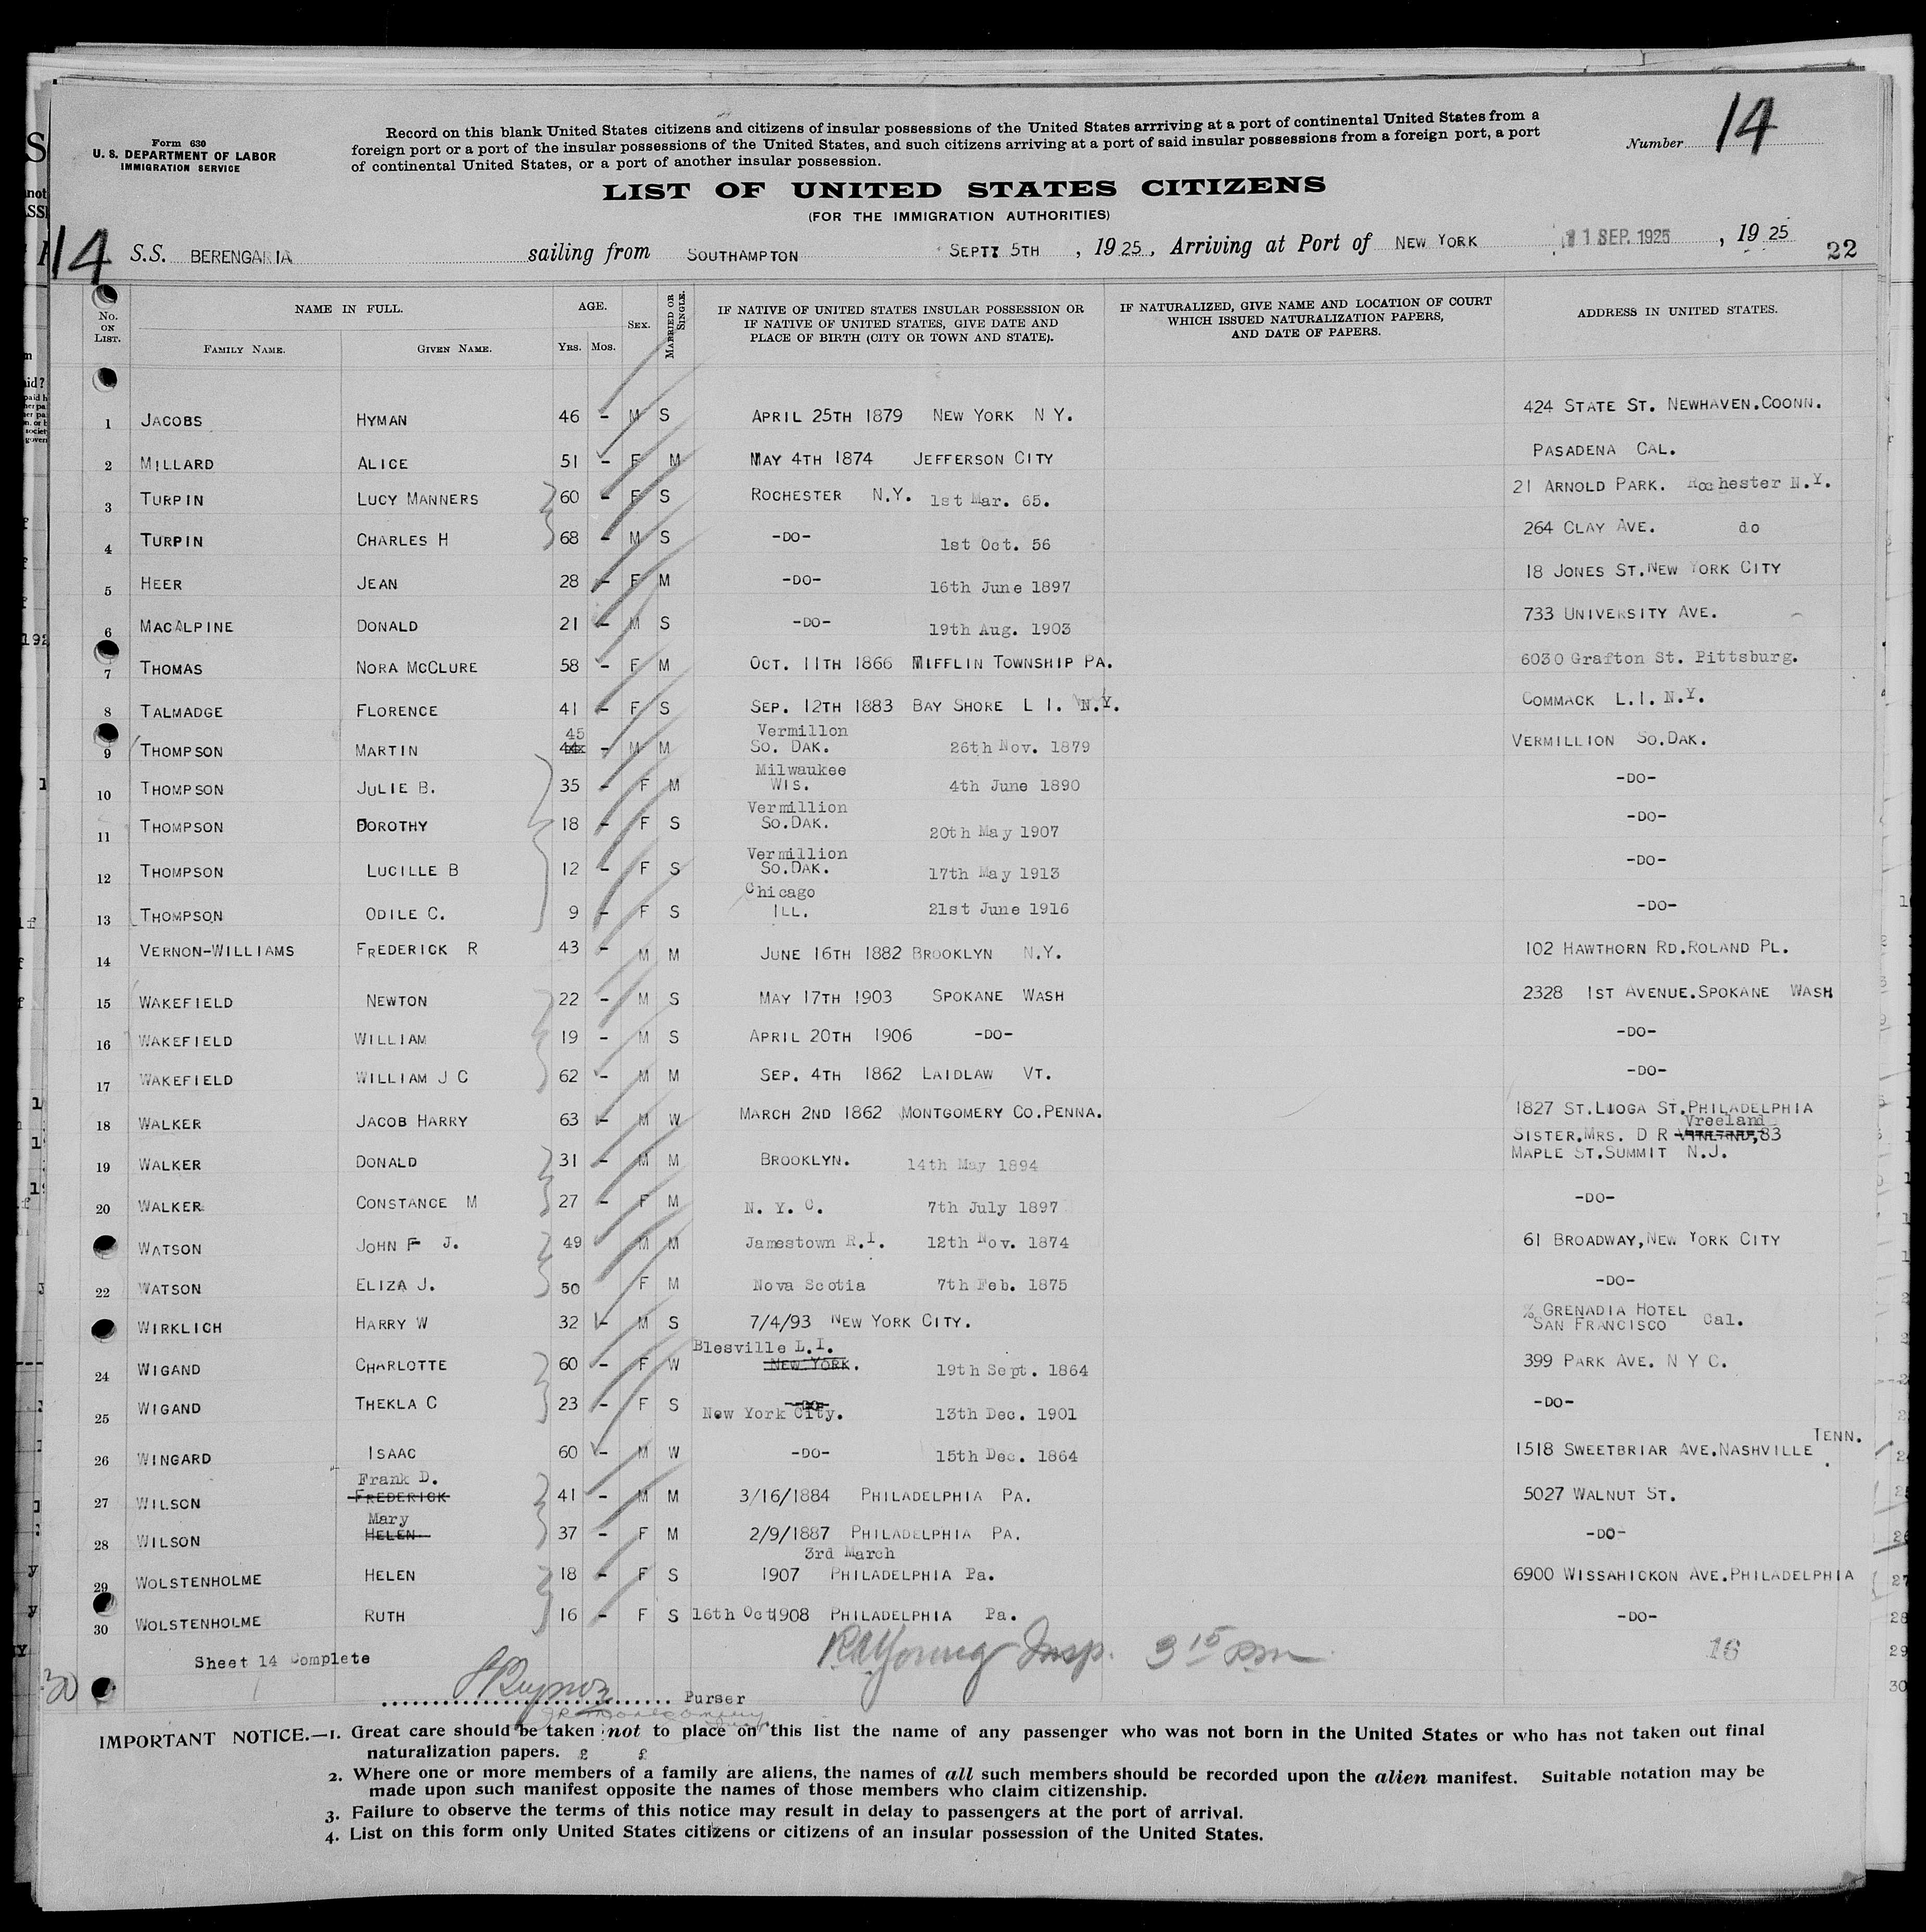 Form 630
U. S. DEPARTMENT OF LABOR
IMMIGRATION SERVICE
Record on this blank United States citizens and citizens of insular possessions of the United States arrriving at a port of continental United States from a
foreign port or a port of the insular possessions of the United States, and such citizens arriving at a port of said insular possessions from a foreign port, a port
of continental United States, or a port of another insular possession.
Number 14
LIST OF UNITED STATES CITIZENS
(FOR THE IMMIGRATION AUTHORITIES)
14 S.S. BERENGARIA sailing from SOUTHAMPTON SEPT. 5TH, 1925, Arriving at Port of NEW YORK 11 SEP. 1925, 1925 22
No. ON LIST. NAME IN FULL. FAMILY NAME. GIVEN NAME. AGE. YRS. MOS. SEX. MARRIED OR SINGLE. IF NATIVE OF UNITED STATES INSULAR POSSESSION OR IF NATIVE OF UNITED STATES, GIVE DATE AND PLACE OF BIRTH (CITY OR TOWN AND STATE). IF NATURALIZED, GIVE NAME AND LOCATION OF COURT WHICH ISSUED NATURALIZATION PAPERS, AND DATE OF PAPERS. ADDRESS IN UNITED STATES.
1 JACOBS HYMAN 46 - M S APRIL 25TH 1879 NEW YORK N Y. 424 STATE ST. NEWHAVEN.COONN.
2 MILLARD ALICE 51 - F M MAY 4TH 1874 JEFFERSON CITY PASADENA CAL.
3 TURPIN LUCY MANNERS 60 - F S ROCHESTER N.Y. 1st Mar. 65. 21 ARNOLD PARK. Rochester N.Y.
4 TURPIN CHARLES H 68 - M S -DO- 1st Oct. 56 264 CLAY AVE. do
5 HEER JEAN 28 - F M -DO- 16th June 1897 18 JONES ST.NEW YORK CITY
6 MACALPINE DONALD 21 - M S -DO- 19th Aug. 1903 733 UNIVERSITY AVE.
7 THOMAS NORA MCCLURE 58 - F M OCT. 11TH 1866 MIFFLIN TOWNSHIP PA. 6030 Grafton St. Pittsburg.
8 TALMADGE FLORENCE 41 - F S SEP. 12TH 1883 BAY SHORE L I. N.Y. COMMACK L.I. N.Y.
45 Vermillon
9 THOMPSON MARTIN 44 - M M SO. DAK. 26th Nov. 1879 VERMILLION SO.DAK.
Milwaukee
10 THOMPSON JULIE B. 35 - F M WIS. 4th June 1890 -DO-
Vermillion
11 THOMPSON DOROTHY 18 - F S SO.DAK. 20th May 1907 -DO-
Vermillion
12 THOMPSON LUCILLE B 12 - F S SO.DAK. 17th May 1913 -DO-
Chicago
13 THOMPSON ODILE C. 9 - F S ILL. 21st June 1916 -DO-
14 VERNON-WILLIAMS FREDERICK R 43 - M M JUNE 16TH 1882 BROOKLYN N.Y. 102 HAWTHORN RD.ROLAND PL.
15 WAKEFIELD NEWTON 22 - M S MAY 17TH 1903 SPOKANE WASH 2328 1ST AVENUE.SPOKANE WASH
16 WAKEFIELD WILLIAM 19 - M S APRIL 20TH 1906 -DO- -DO-
17 WAKEFIELD WILLIAM J C 62 - M M SEP. 4TH 1862 LAIDLAW VT. -DO-
18 WALKER JACOB HARRY 63 - M W MARCH 2ND 1862 MONTGOMERY CO.PENNA. 1827 ST.LIOGA ST.PHILADELPHIA
Vreeland
SISTER.MRS. D R VINLAND,83
19 WALKER DONALD 31 - M M BROOKLYN. 14th May 1894 MAPLE ST.SUMMIT N.J.
20 WALKER CONSTANCE M 27 - F M N. Y. C. 7th July 1897 -DO-
WATSON JOHN F J. 49 M M Jamestown R.I. 12th Nov. 1874 61 BROADWAY,NEW YORK CITY
22 WATSON ELIZA J. 50 F M Nova Scotia 7th Feb. 1875 -DO-
WIRKLICH HARRY W 32 - M S 7/4/93 NEW YORK CITY. % GRENADIA HOTEL SAN FRANCISCO Cal.
Blesville L.I.
24 WIGAND CHARLOTTE 60 - F W NEW YORK. 19th Sept. 1864 399 PARK AVE. N Y C.
25 WIGAND THEKLA C 23 - F S -DO- New York City. 13th Dec. 1901 -DO-
26 WINGARD ISAAC 60 - M W -DO- 15th Dec. 1864 1518 SWEETBRIAR AVE.NASHVILLE TENN.
Frank D.
27 WILSON FREDERICK 41 - M M 3/16/1884 PHILADELPHIA PA. 5027 WALNUT ST.
Mary
28 WILSON HELEN 37 - F M 2/9/1887 PHILADELPHIA PA. -DO-
3rd March
29 WOLSTENHOLME HELEN 18 - F S 1907 PHILADELPHIA Pa. 6900 WISSAHICKON AVE.PHILADELPHIA
30 WOLSTENHOLME RUTH 16 - F S 16th Oct1908 PHILADELPHIA Pa. -DO-
Sheet 14 Complete
RA Young Insp. 3 15 PM
16
30
Purser
IMPORTANT NOTICE.—1. Great care should be taken not to place on this list the name of any passenger who was not born in the United States or who has not taken out final
naturalization papers. £ £
2. Where one or more members of a family are aliens, the names of all such members should be recorded upon the alien manifest. Suitable notation may be
made upon such manifest opposite the names of those members who claim citizenship.
3. Failure to observe the terms of this notice may result in delay to passengers at the port of arrival.
4. List on this form only United States citizens or citizens of an insular possession of the United States.